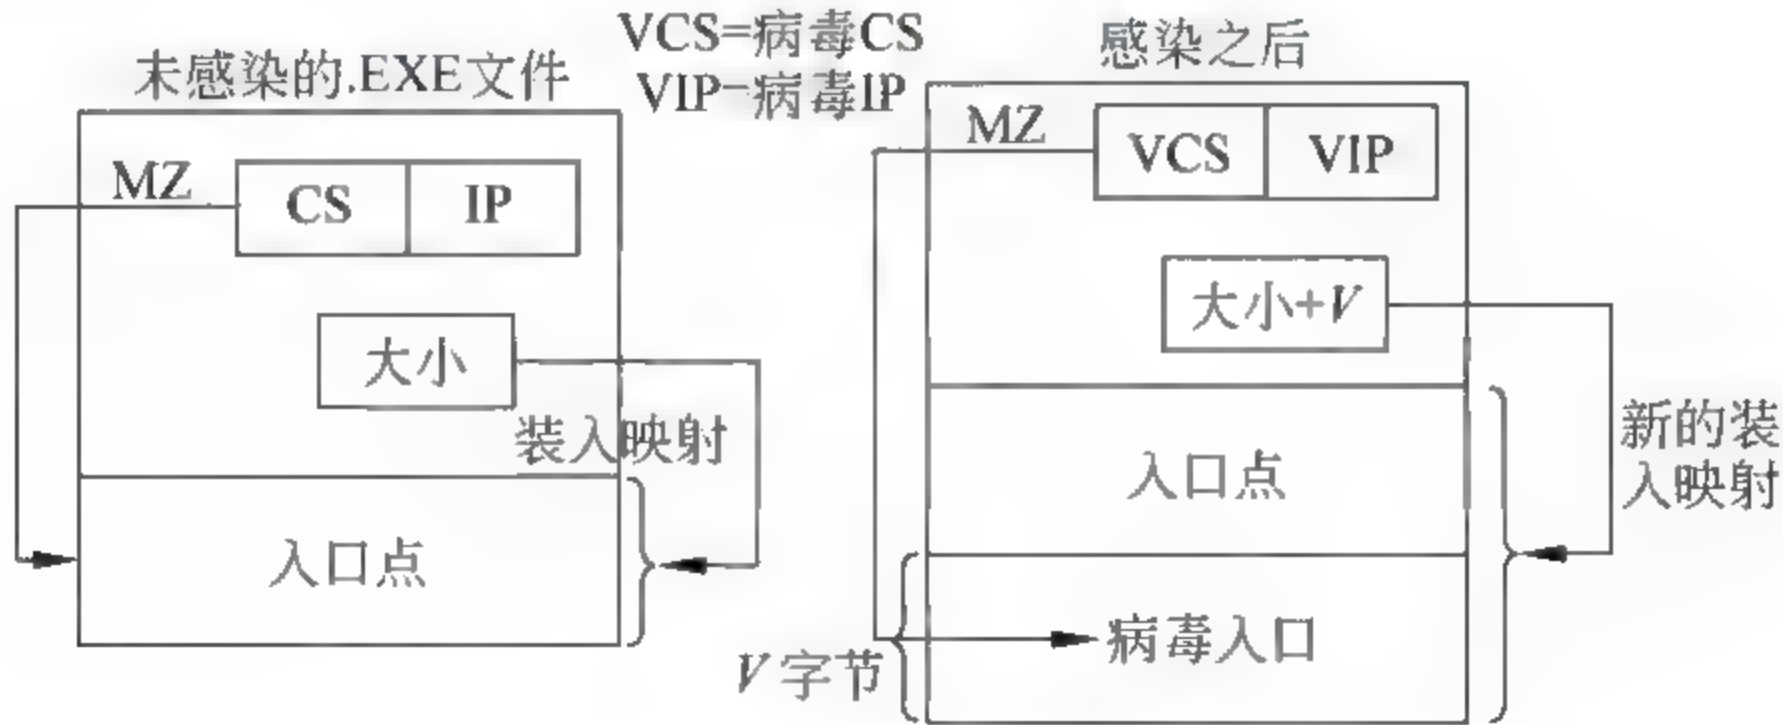 末感染的.EXE文件
MZ
CS
IP
大小
装入映射
入口点
VCS=病毒CS
VIP=病毒IP
感染之后
MZ
VCS
VIP
大小+V
入口点
新的装
入映射
病毒入口
V字节